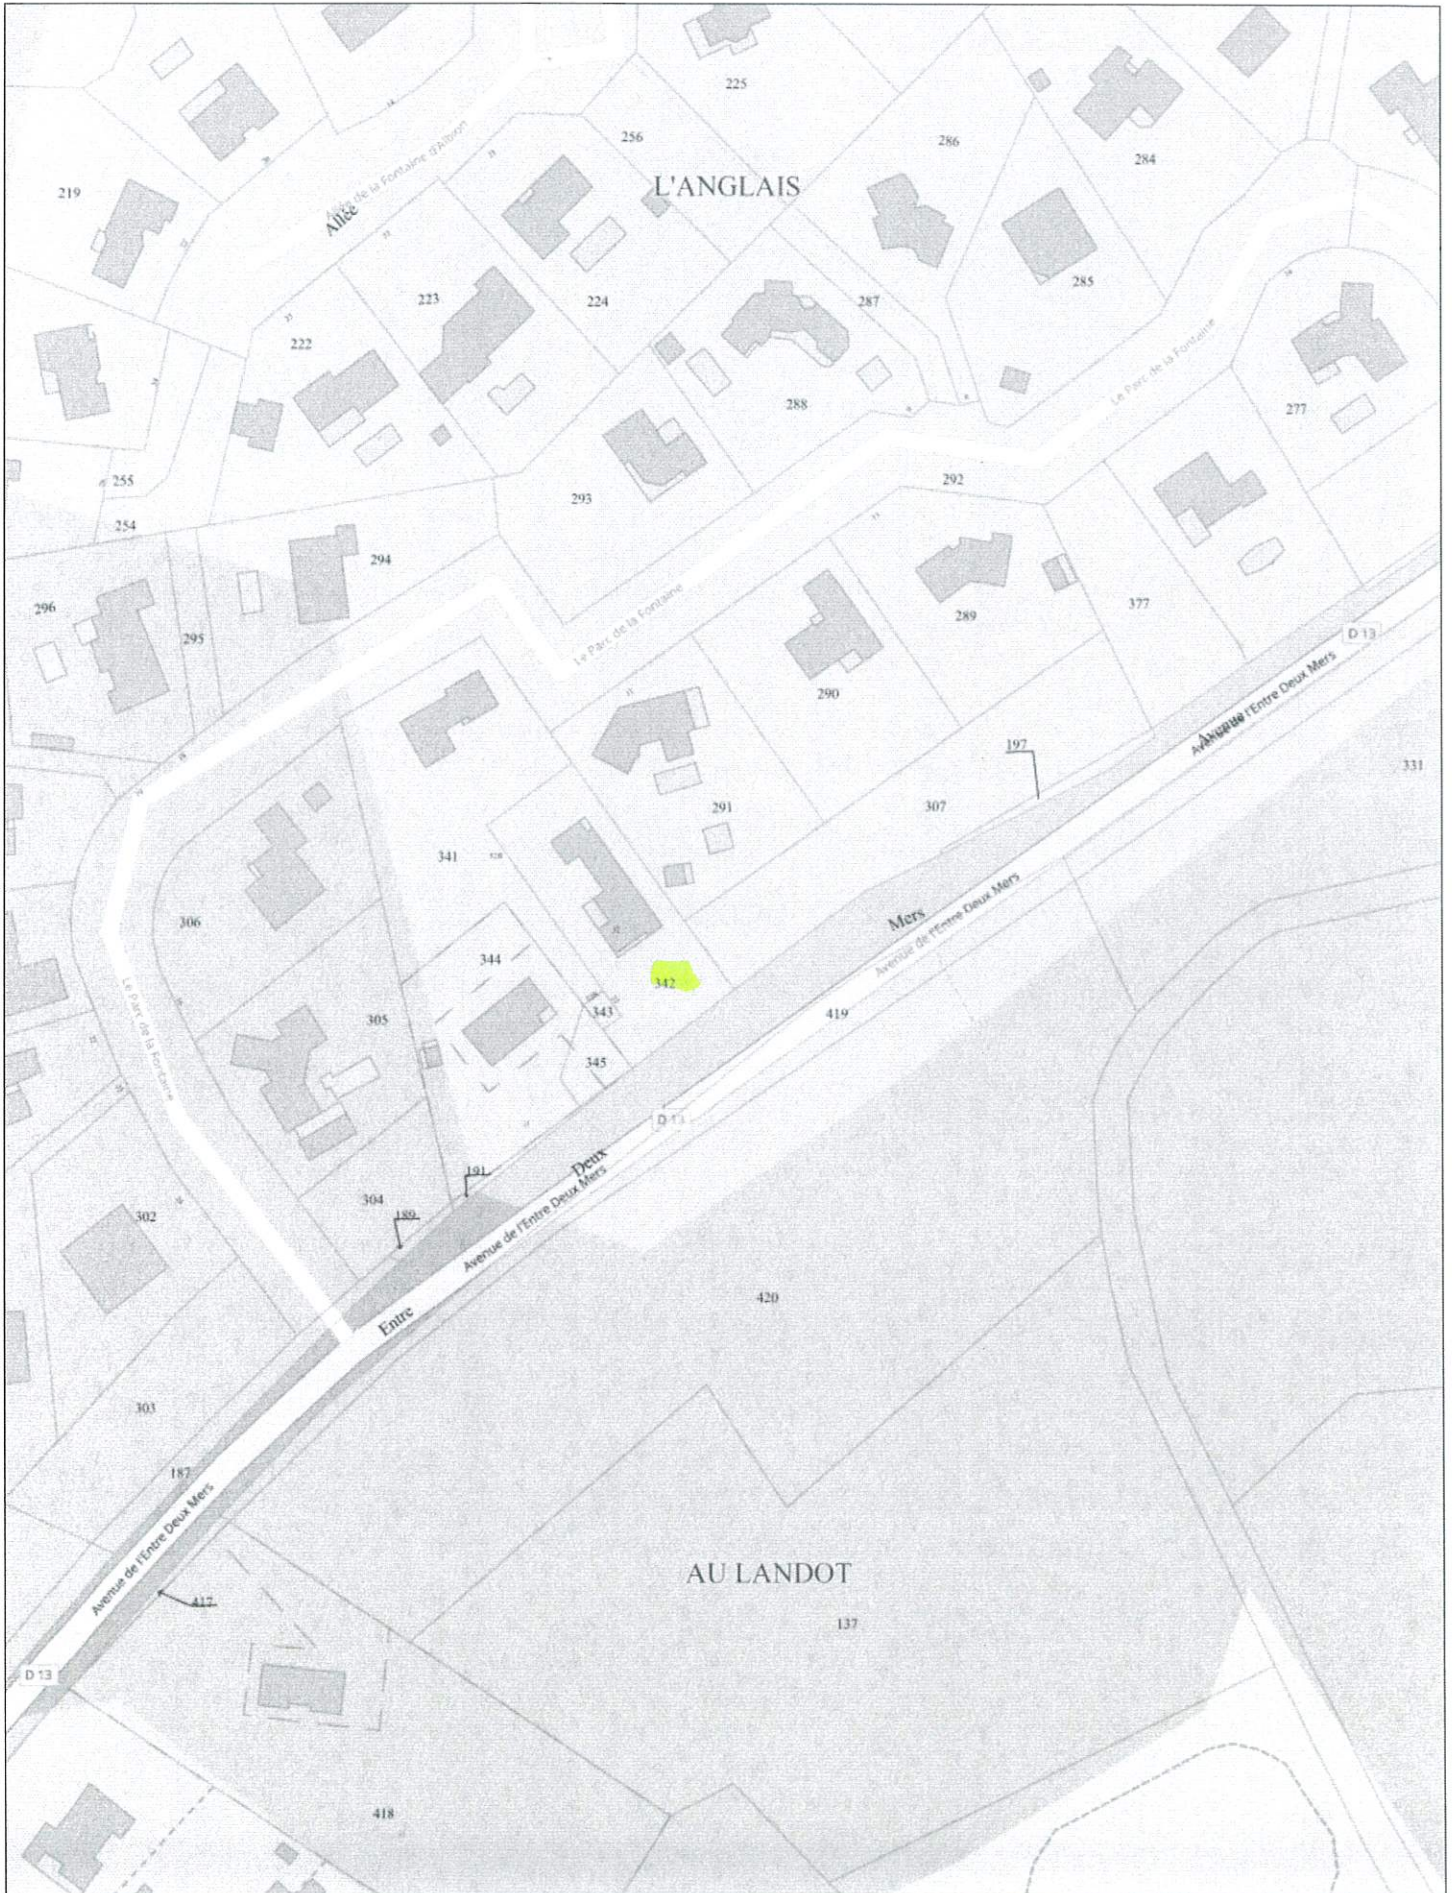 225
256
286
284
L'ANGLAIS
219
Allée de la Fontaine d'Albion
Allée
223
224
287
285
222
288
277
Le Parc de la Fontaine
255
254
293
292
294
296
295
377
289
Le Parc de la Fontaine
290
D 13
Avenue de l'Entre Deux Mers
Avenue
197
331
291
307
341
306
Mers
Avenue de l'Entre Deux Mers
344
342
343
419
305
345
Le Parc de la Fontaine
D 13
Deux
191
Avenue de l'Entre Deux Mers
304
189
302
420
Entre
303
187
Avenue de l'Entre Deux Mers
AU LANDOT
417
137
D 13
418